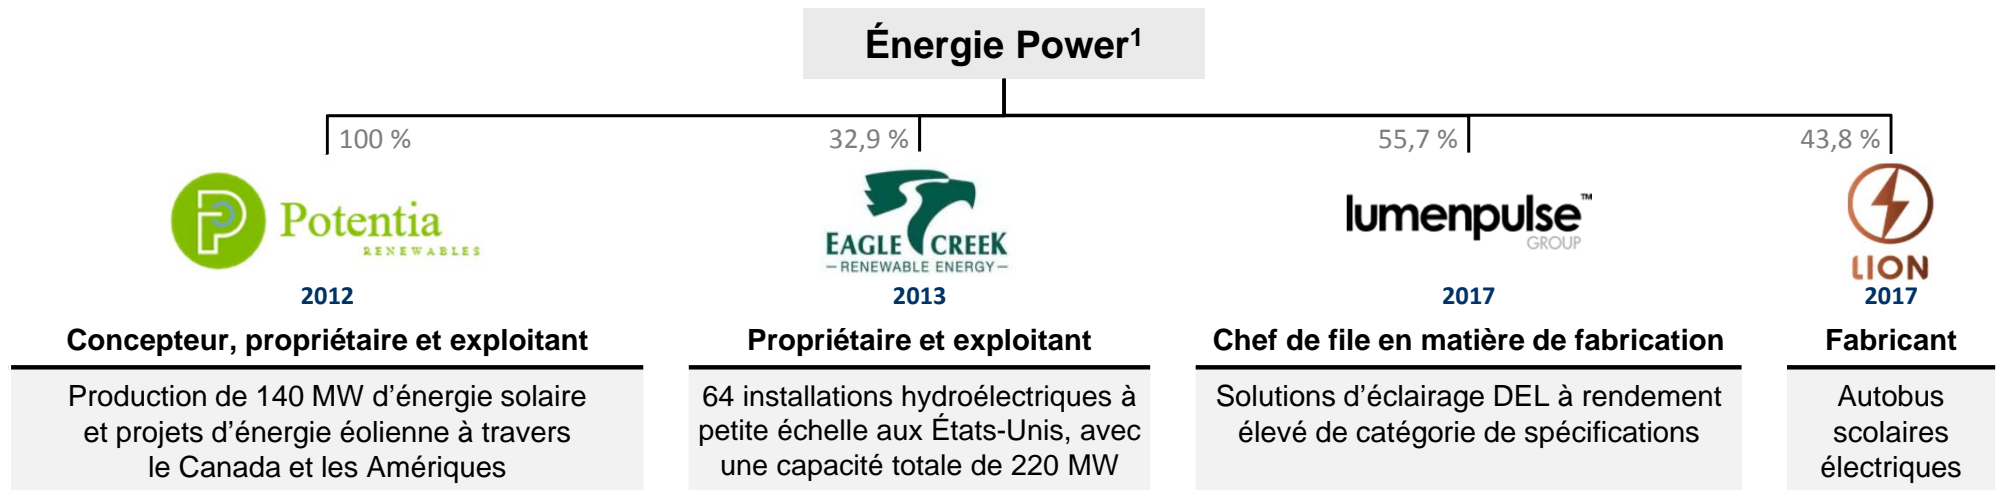 Énergie Power¹
100 %
32,9 %
55,7 %
43,8 %
Potentia
RENEWABLES
2012
Concepteur, propriétaire et exploitant
Production de 140 MW d’énergie solaire
et projets d’énergie éolienne à travers
le Canada et les Amériques
EAGLE CREEK
RENEWABLE ENERGY
2013
Propriétaire et exploitant
64 installations hydroélectriques à
petite échelle aux États-Unis, avec
une capacité totale de 220 MW
lumenpulse™
GROUP
2017
Chef de file en matière de fabrication
Solutions d’éclairage DEL à rendement
élevé de catégorie de spécifications
LION
2017
Fabricant
Autobus
scolaires
électriques